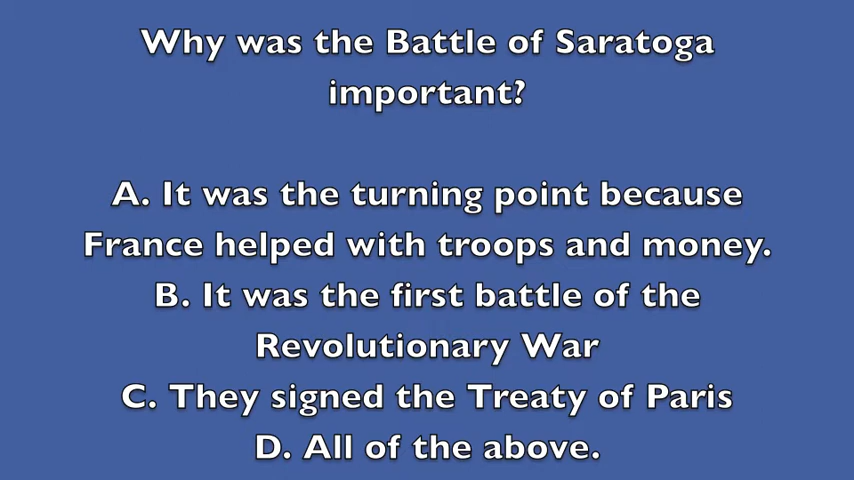 Why was the Battle of Saratoga
important?
A. It was the turning point because
France helped with troops and money.
B. It was the first battle of the
Revolutionary War
C. They signed the Treaty of Paris
D. All of the above.